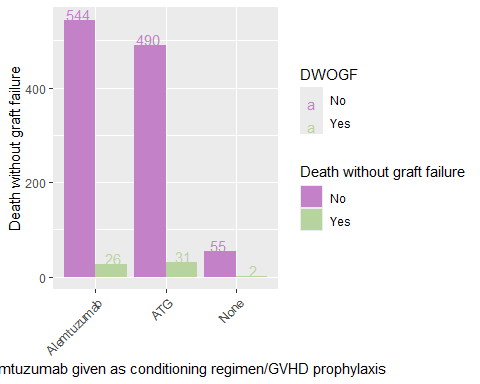 Death without graft failure
0
200
400
544
26
490
31
55
2
Alemtuzumab
ATG
None
mtuzumab given as conditioning regimen/GVHD prophylaxis
DWOGF
a No
a Yes
Death without graft failure
No
Yes